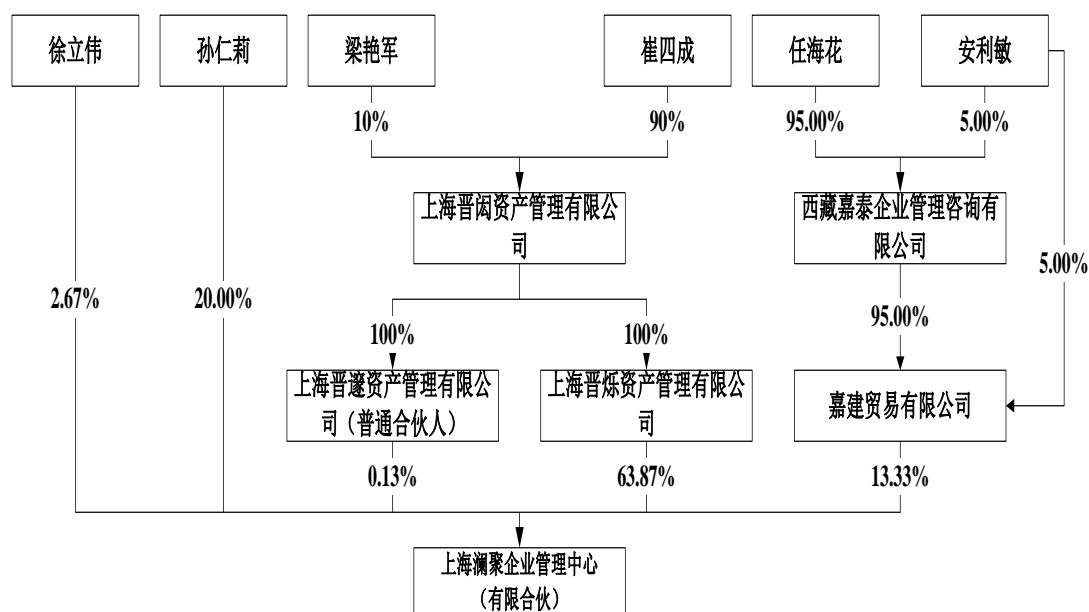 徐立伟
孙仁莉
梁艳军
崔四成
任海花
安利敏
10%
90%
95.00%
5.00%
上海晋闳资产管理有限公
司
西藏嘉泰企业管理咨询有
限公司
5.00%
2.67%
20.00%
95.00%
100%
100%
上海晋邃资产管理有限公
司（普通合伙人）
上海晋烁资产管理有限公
司
嘉建贸易有限公司
0.13%
63.87%
13.33%
上海澜聚企业管理中心
（有限合伙）